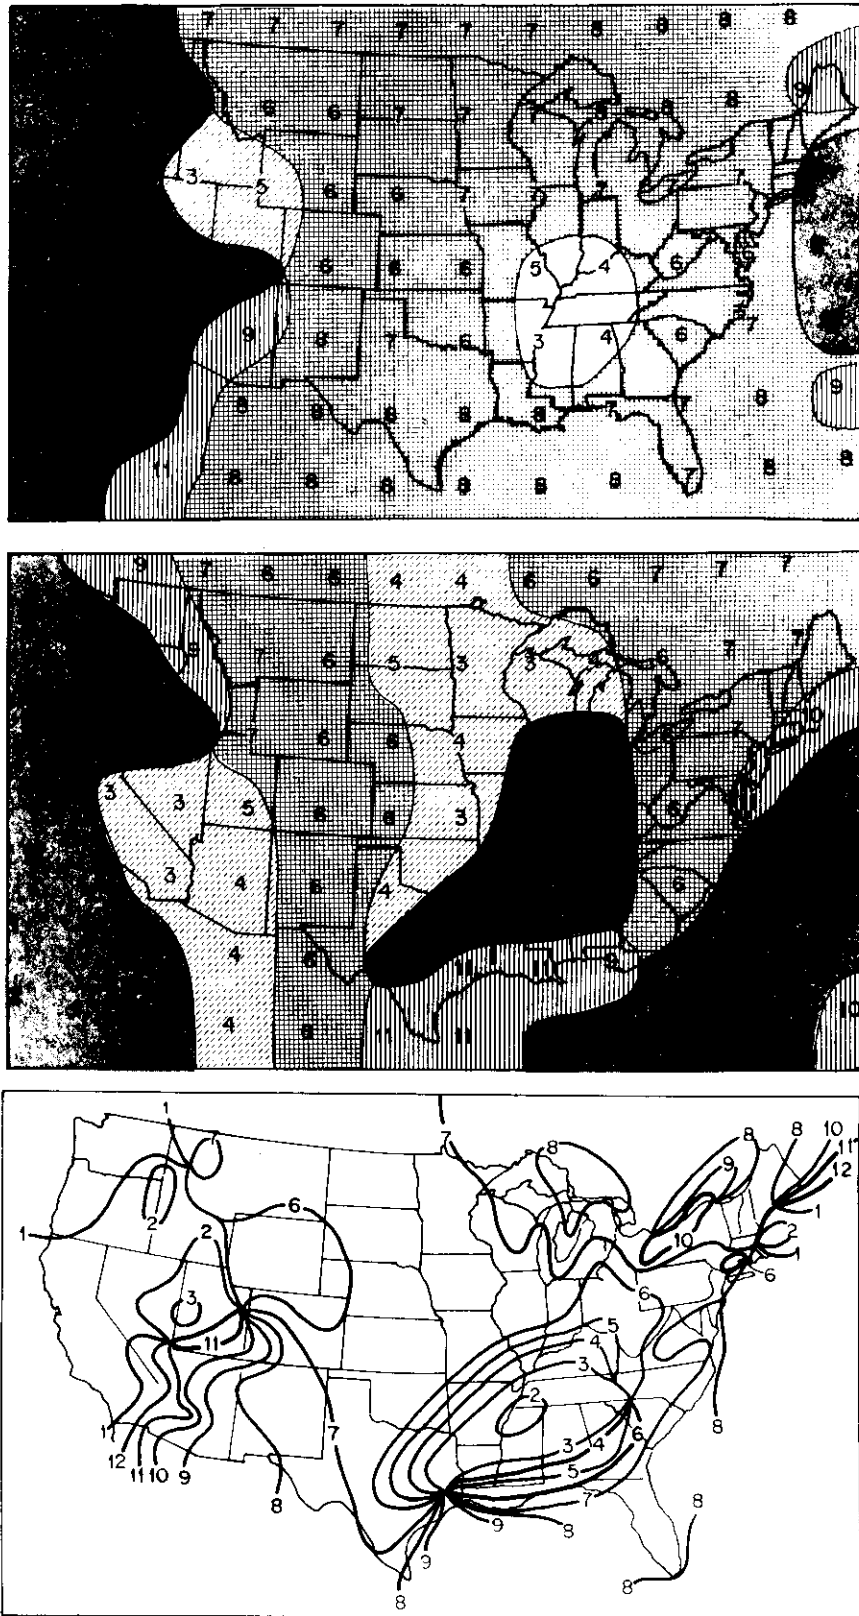 7 7 7 7 8 8 8 8
6 6 7 7 8 8 8 9
3 5
6 6 7 7 7
6 6 6 5 4 6
9 8 7 6 3 4 6 7
8 8 8 8 8 7 7 8 9
11 8 8 8 8 8 8 7 8 8
9 7 6 6 4 4 6 6 7 7 7
9 7 6 5 3 3 4 6 7 7
7 6 6 4 7 10
3 3 5 6 6 3 6
3 4 6 4 6
4 6 11 11 9
4 6 11 11 10
1 7 7 8 8 8 10
9 11
12
6 1
1 2 2 10 2
1
3 7 6 6
11 5
4
3
2
11 7 6 8
12 11 10 9 3 4
5
8 7
9 8 8
9
8 8